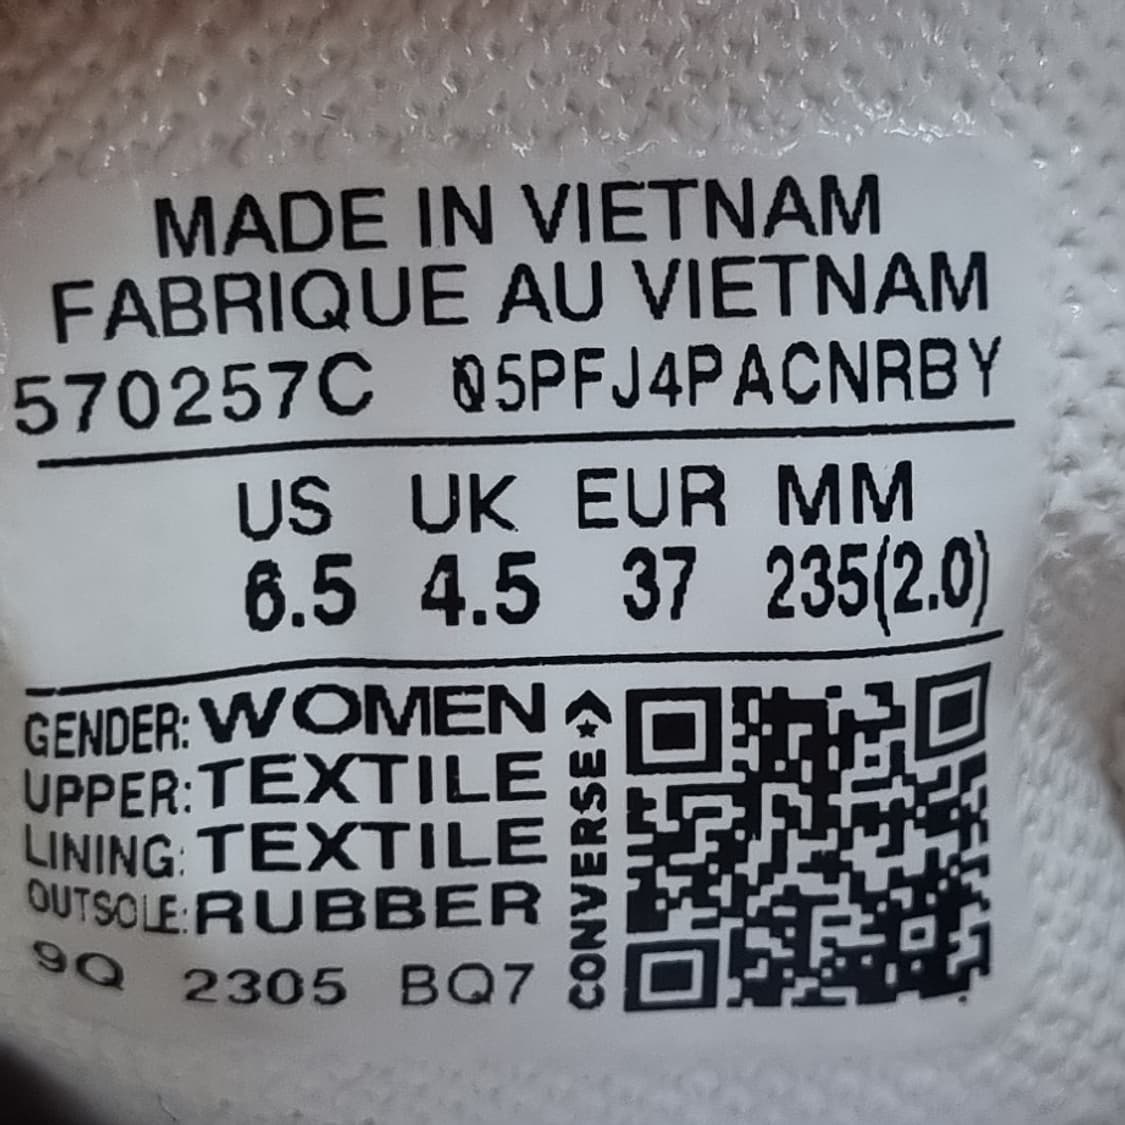 MADE IN VIETNAM
FABRIQUE AU VIETNAM
570257C 05PFJ4PACNRBY
US UK EUR MM
6.5 4.5 37 235(2.0)
GENDER: WOMEN
UPPER: TEXTILE
LINING: TEXTILE
OUTSOLE: RUBBER
9Q 2305 BQ7
CONVERSE